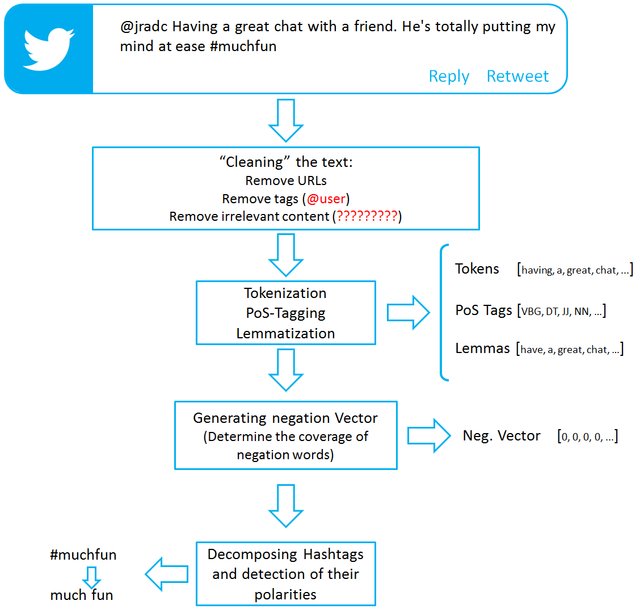 @jradc Having a great chat with a friend. He's totally putting my
mind at ease #muchfun
Reply Retweet
“Cleaning” the text:
Remove URLs
Remove tags (@user)
Remove irrelevant content (?????????)
Tokenization
PoS-Tagging
Lemmatization
Tokens [having, a, great, chat, ...]
PoS Tags [VBG, DT, JJ, NN, ...]
Lemmas [have, a, great, chat, ...]
Generating negation Vector
(Determine the coverage of
negation words)
Neg. Vector [0, 0, 0, 0, ...]
Decomposing Hashtags
and detection of their
polarities
#muchfun
much fun